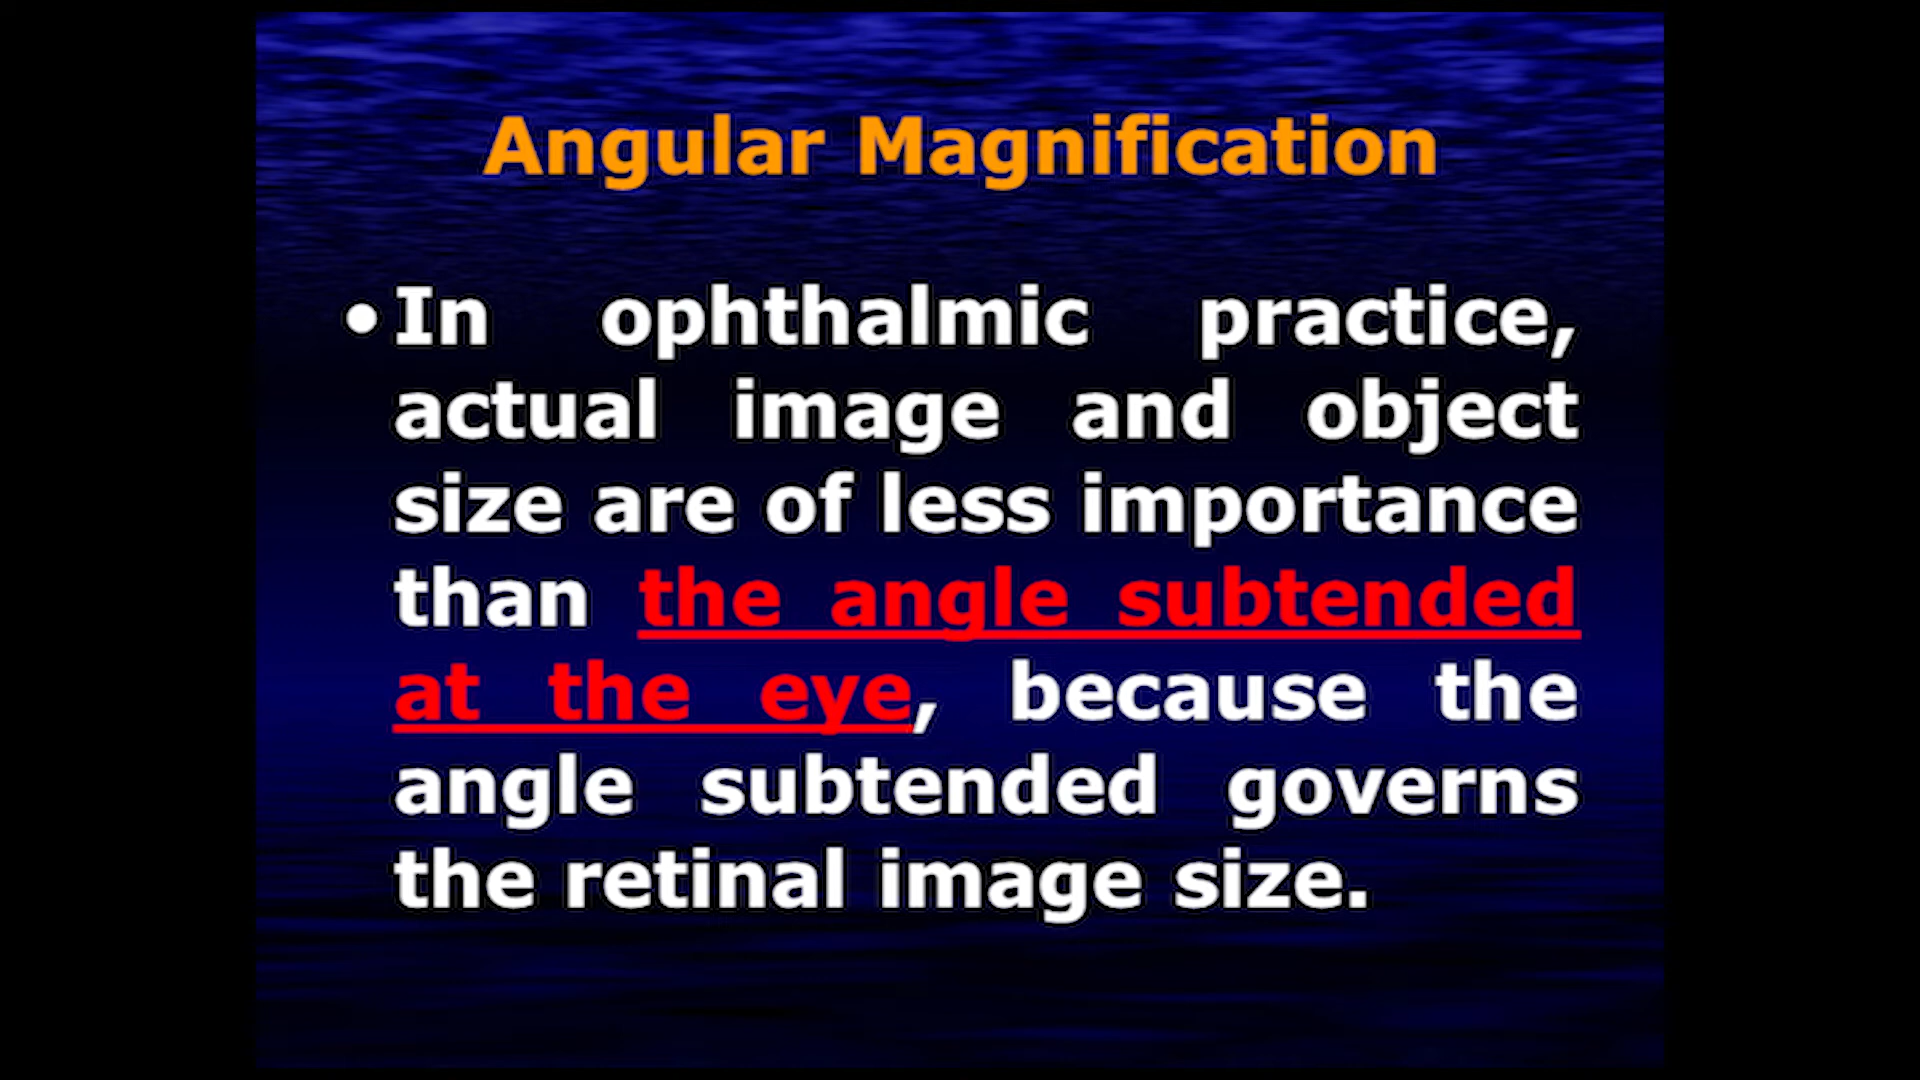 Angular Magnification
• In ophthalmic practice,
actual image and object
size are of less importance
than the angle subtended
at the eye, because the
angle subtended governs
the retinal image size.